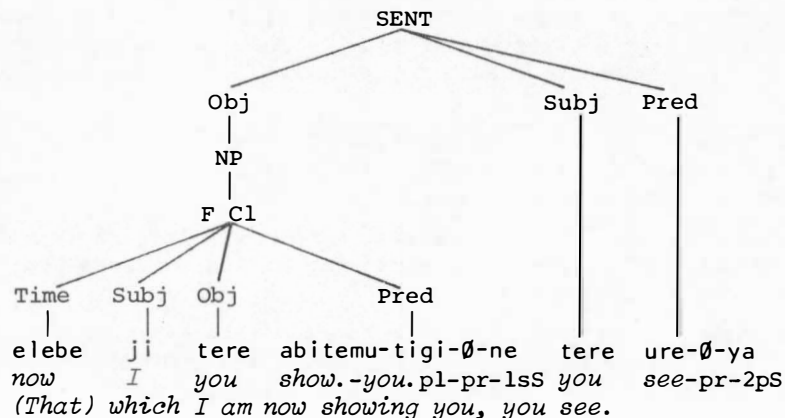 SENT
Obj Subj Pred
NP
F Cl
Time Subj Obj Pred
elebe ji tere abitemu-tigi-Ø-ne tere ure-Ø-ya
now I you show.-you.pl-pr-1sS you see-pr-2pS
(That) which I am now showing you, you see.